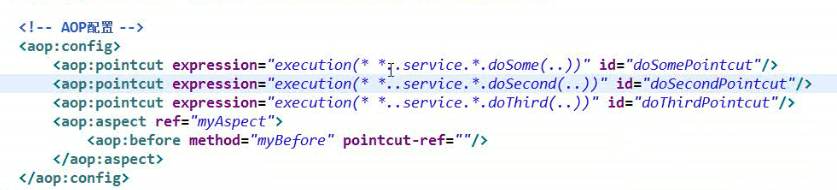 <!-- AOP配置 -->
<aop:config>
<aop:pointcut expression="execution(* *..service.*.doSome(..))" id="doSomePointcut"/>
<aop:pointcut expression="execution(* *..service.*.doSecond(..))" id="doSecondPointcut"/>
<aop:pointcut expression="execution(* *..service.*.doThird(..))" id="doThirdPointcut"/>
<aop:aspect ref="myAspect">
<aop:before method="myBefore" pointcut-ref=""/>
</aop:aspect>
</aop:config>